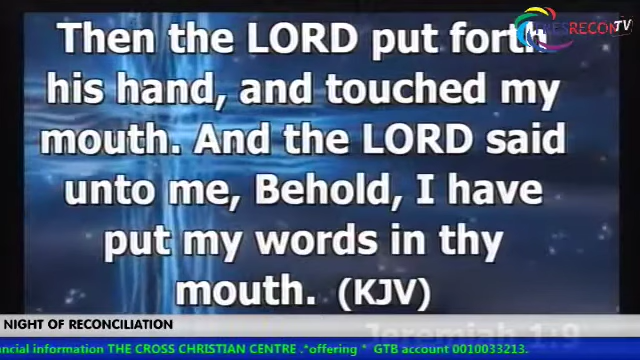 Then the LORD put forth
his hand, and touched my
mouth. And the LORD said
unto me, Behold, I have
put my words in thy
mouth. (KJV)
Jeremiah 1:9
NIGHT OF RECONCILIATION
ncial information THE CROSS CHRISTIAN CENTRE .*offering * GTB account 0010033213.
TV